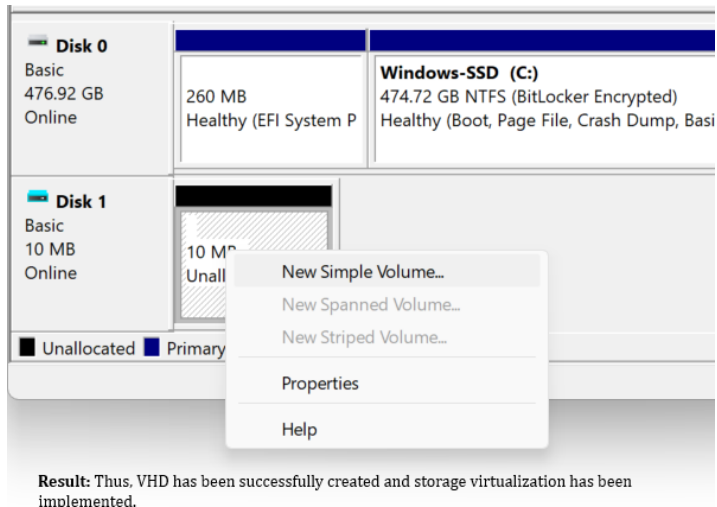 Disk 0
Basic
476.92 GB
Online
260 MB
Healthy (EFI System P
Windows-SSD (C:)
474.72 GB NTFS (BitLocker Encrypted)
Healthy (Boot, Page File, Crash Dump, Basi
Disk 1
Basic
10 MB
Online
10 MB
Unall
New Simple Volume...
New Spanned Volume...
New Striped Volume...
Properties
Help
Unallocated Primary
Result: Thus, VHD has been successfully created and storage virtualization has been
implemented.